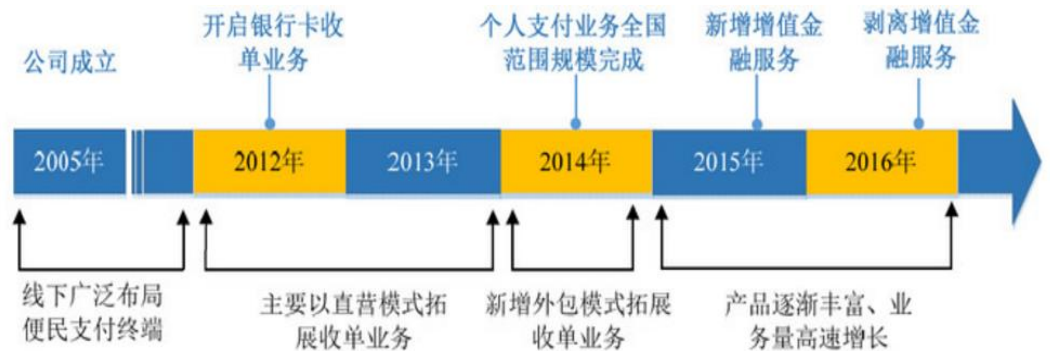 公司成立
开启银行卡收
单业务
个人支付业务全国
范围规模完成
新增增值金
融服务
剥离增值金
融服务
2005年
2012年
2013年
2014年
2015年
2016年
线下广泛布局
便民支付终端
主要以直营模式拓
展收单业务
新增外包模式拓展
收单业务
产品逐渐丰富、业
务量高速增长